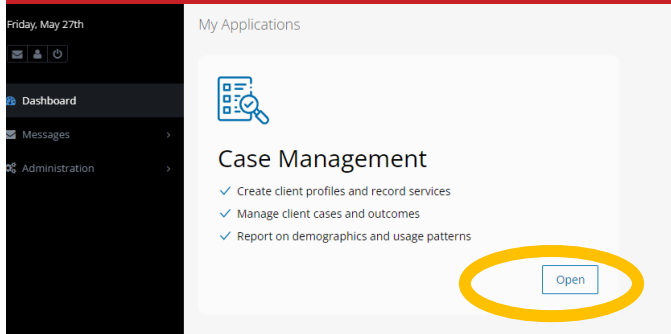 Friday, May 27th
My Applications
Dashboard
Messages
Administration
Case Management
Create client profiles and record services
Manage client cases and outcomes
Report on demographics and usage patterns
Open